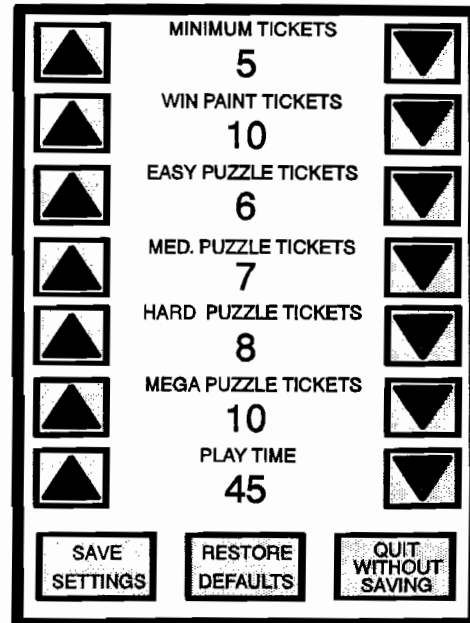 MINIMUM TICKETS
5
WIN PAINT TICKETS
10
EASY PUZZLE TICKETS
6
MED. PUZZLE TICKETS
7
HARD PUZZLE TICKETS
8
MEGA PUZZLE TICKETS
10
PLAY TIME
45
SAVE
SETTINGS
RESTORE
DEFAULTS
QUIT
WITHOUT
SAVING